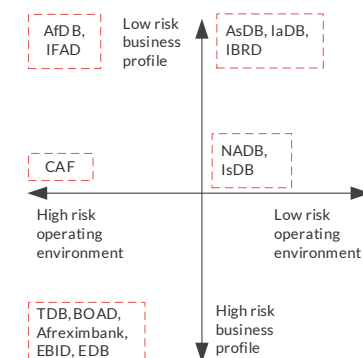 AfDB,
IFAD
Low risk
business
profile
AsDB, IaDB,
IBRD
CAF
NADB,
IsDB
High risk
operating
environment
Low risk
operating
environment
TDB, BOAD,
Afreximbank,
EBID, EDB
High risk
business
profile